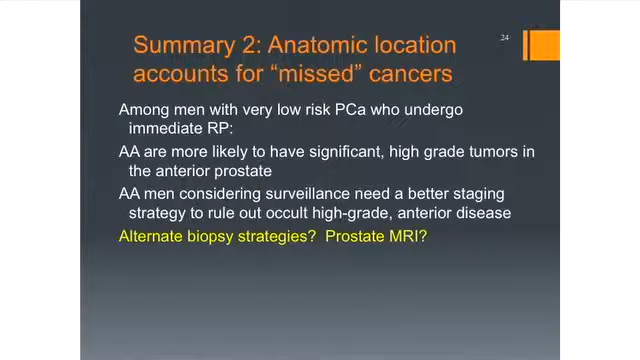 24
Summary 2: Anatomic location
accounts for “missed” cancers
Among men with very low risk PCa who undergo
immediate RP:
AA are more likely to have significant, high grade tumors in
the anterior prostate
AA men considering surveillance need a better staging
strategy to rule out occult high-grade, anterior disease
Alternate biopsy strategies? Prostate MRI?